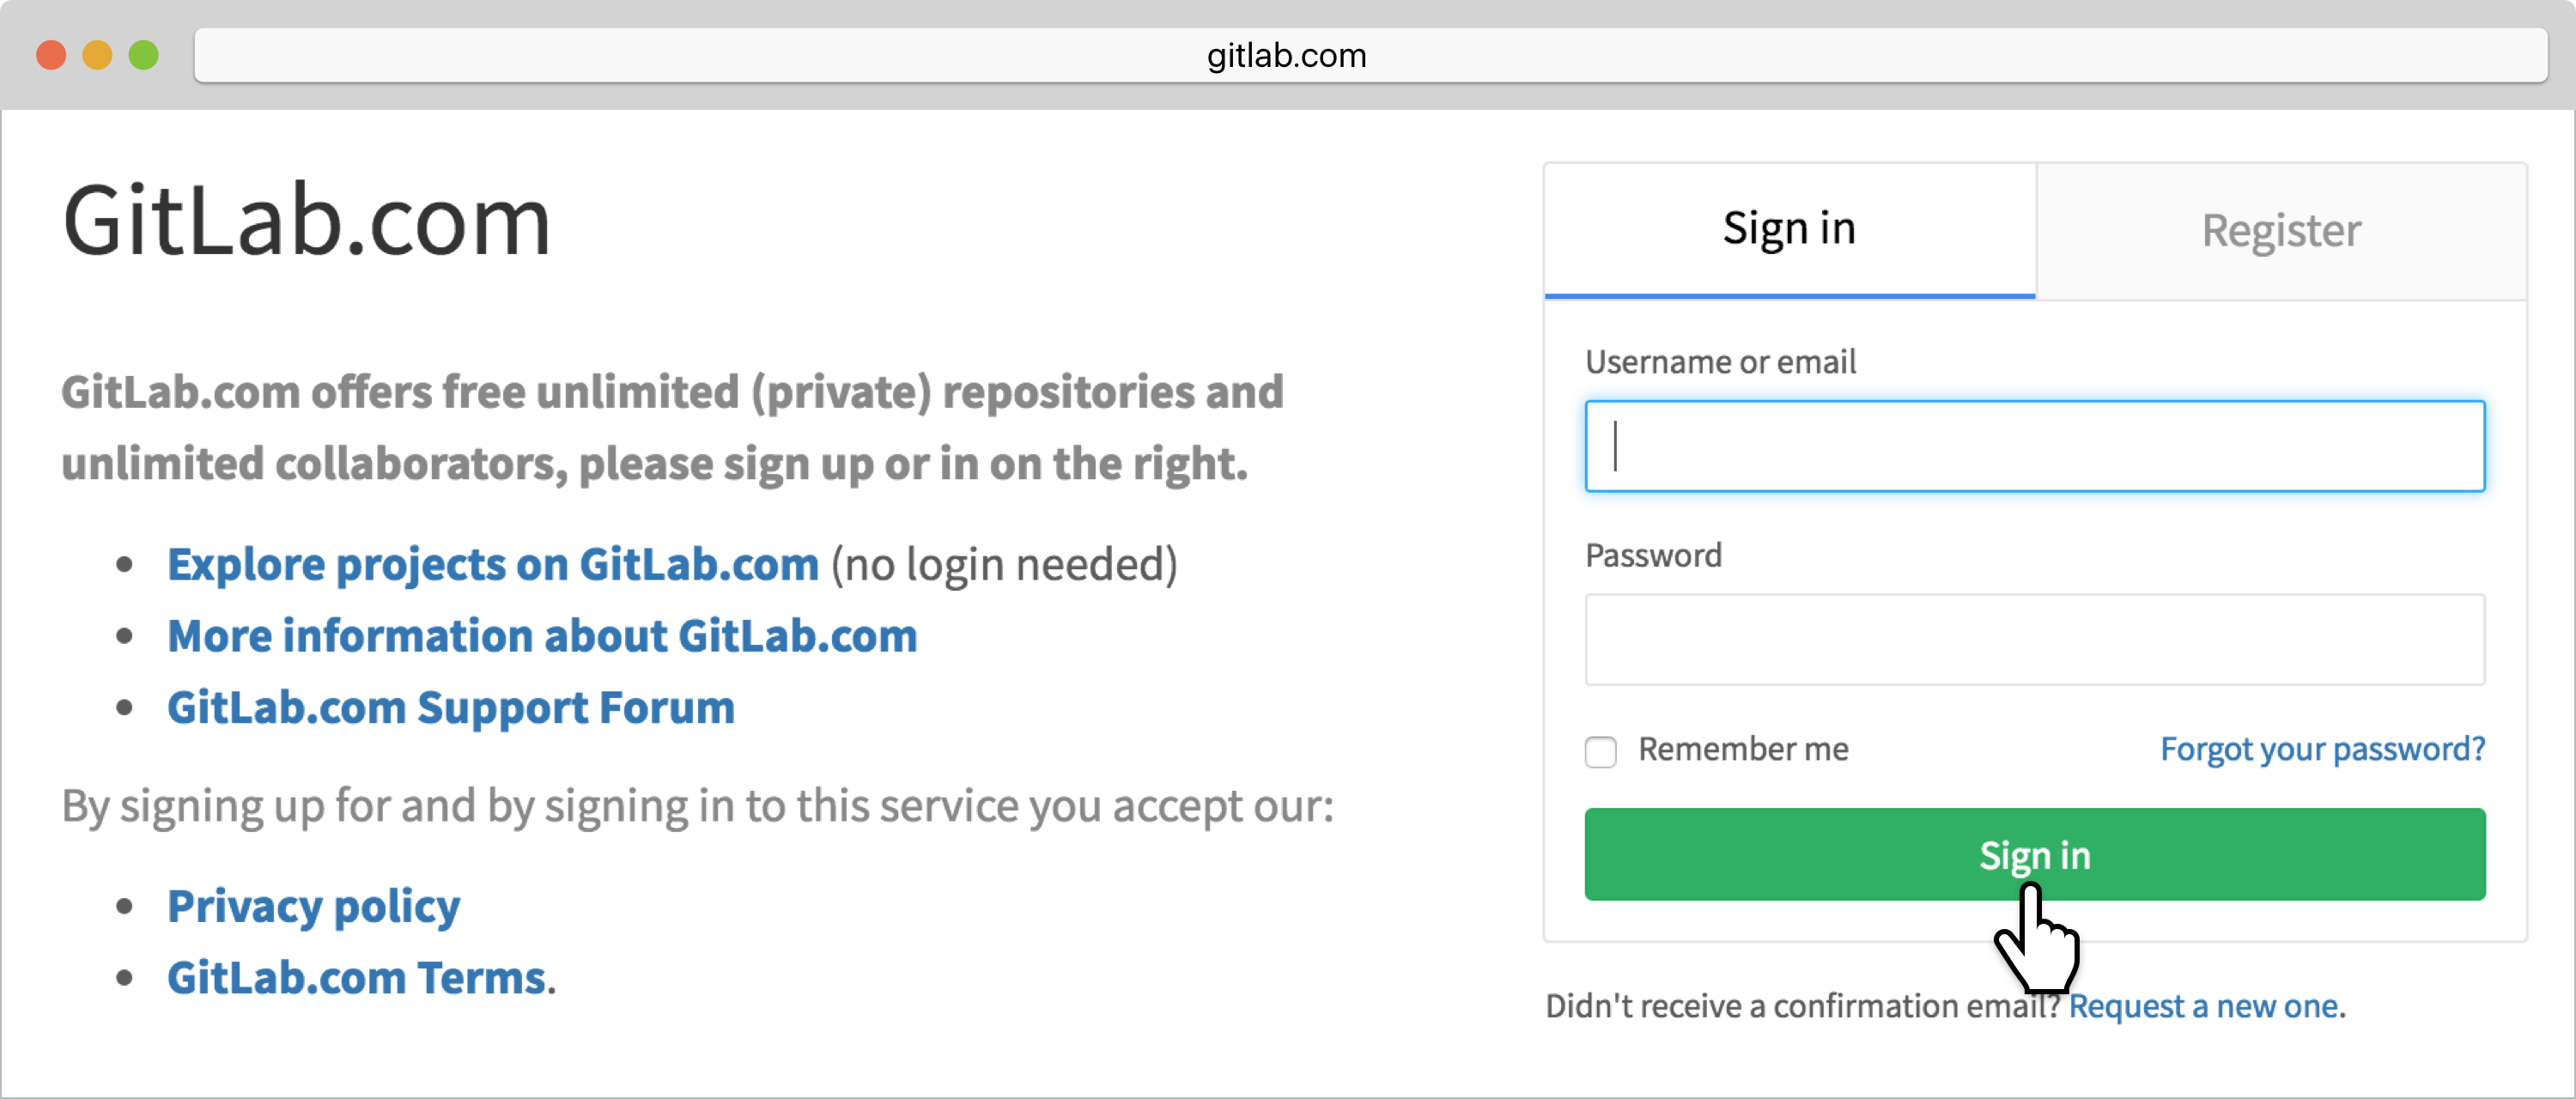 gitlab.com
GitLab.com
GitLab.com offers free unlimited (private) repositories and
unlimited collaborators, please sign up or in on the right.
Explore projects on GitLab.com (no login needed)
More information about GitLab.com
GitLab.com Support Forum
By signing up for and by signing in to this service you accept our:
Privacy policy
GitLab.com Terms.
Sign in
Register
Username or email
Password
Remember me
Forgot your password?
Sign in
Didn't receive a confirmation email? Request a new one.